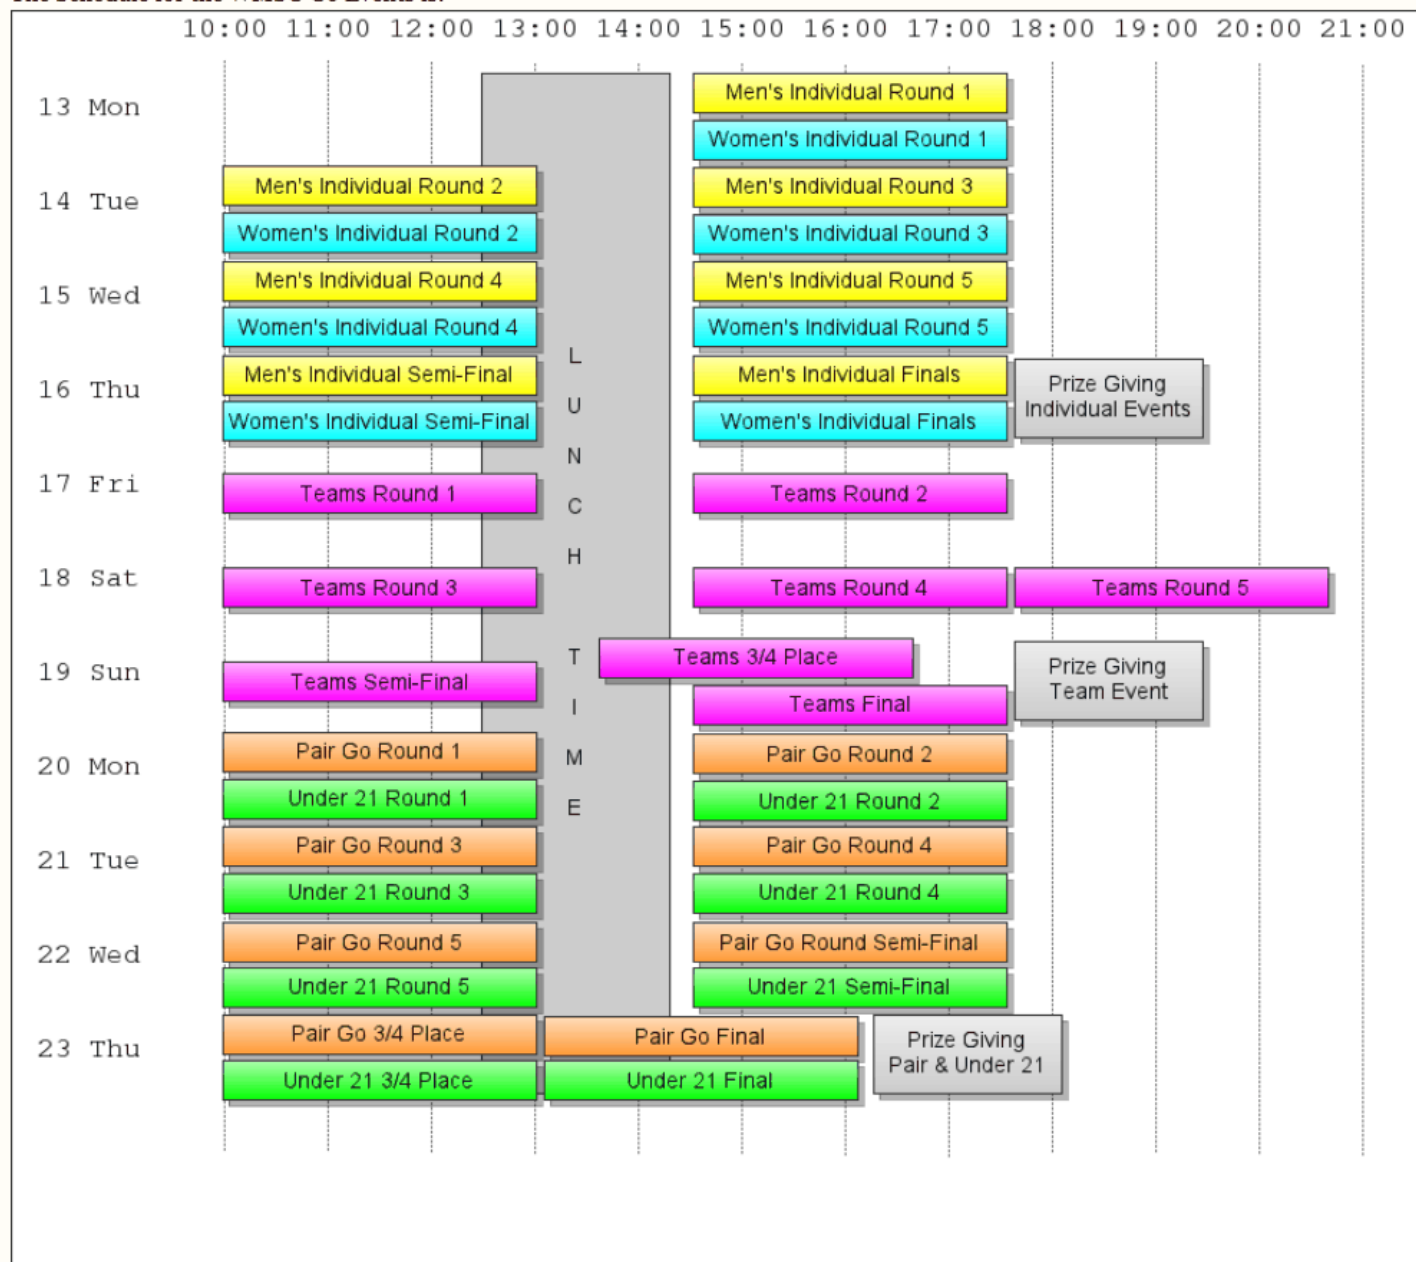 10:00 11:00 12:00 13:00 14:00 15:00 16:00 17:00 18:00 19:00 20:00 21:00
13 Mon
Men's Individual Round 1
Women's Individual Round 1
14 Tue
Men's Individual Round 2
Men's Individual Round 3
Women's Individual Round 2
Women's Individual Round 3
15 Wed
Men's Individual Round 4
Men's Individual Round 5
Women's Individual Round 4
Women's Individual Round 5
16 Thu
Men's Individual Semi-Final
Men's Individual Finals
Women's Individual Semi-Final
Women's Individual Finals
Prize Giving
Individual Events
LUNCH TIME
17 Fri
Teams Round 1
Teams Round 2
18 Sat
Teams Round 3
Teams Round 4
Teams Round 5
19 Sun
Teams Semi-Final
Teams 3/4 Place
Teams Final
Prize Giving
Team Event
20 Mon
Pair Go Round 1
Pair Go Round 2
Under 21 Round 1
Under 21 Round 2
21 Tue
Pair Go Round 3
Pair Go Round 4
Under 21 Round 3
Under 21 Round 4
22 Wed
Pair Go Round 5
Pair Go Round Semi-Final
Under 21 Round 5
Under 21 Semi-Final
23 Thu
Pair Go 3/4 Place
Pair Go Final
Under 21 3/4 Place
Under 21 Final
Prize Giving
Pair & Under 21